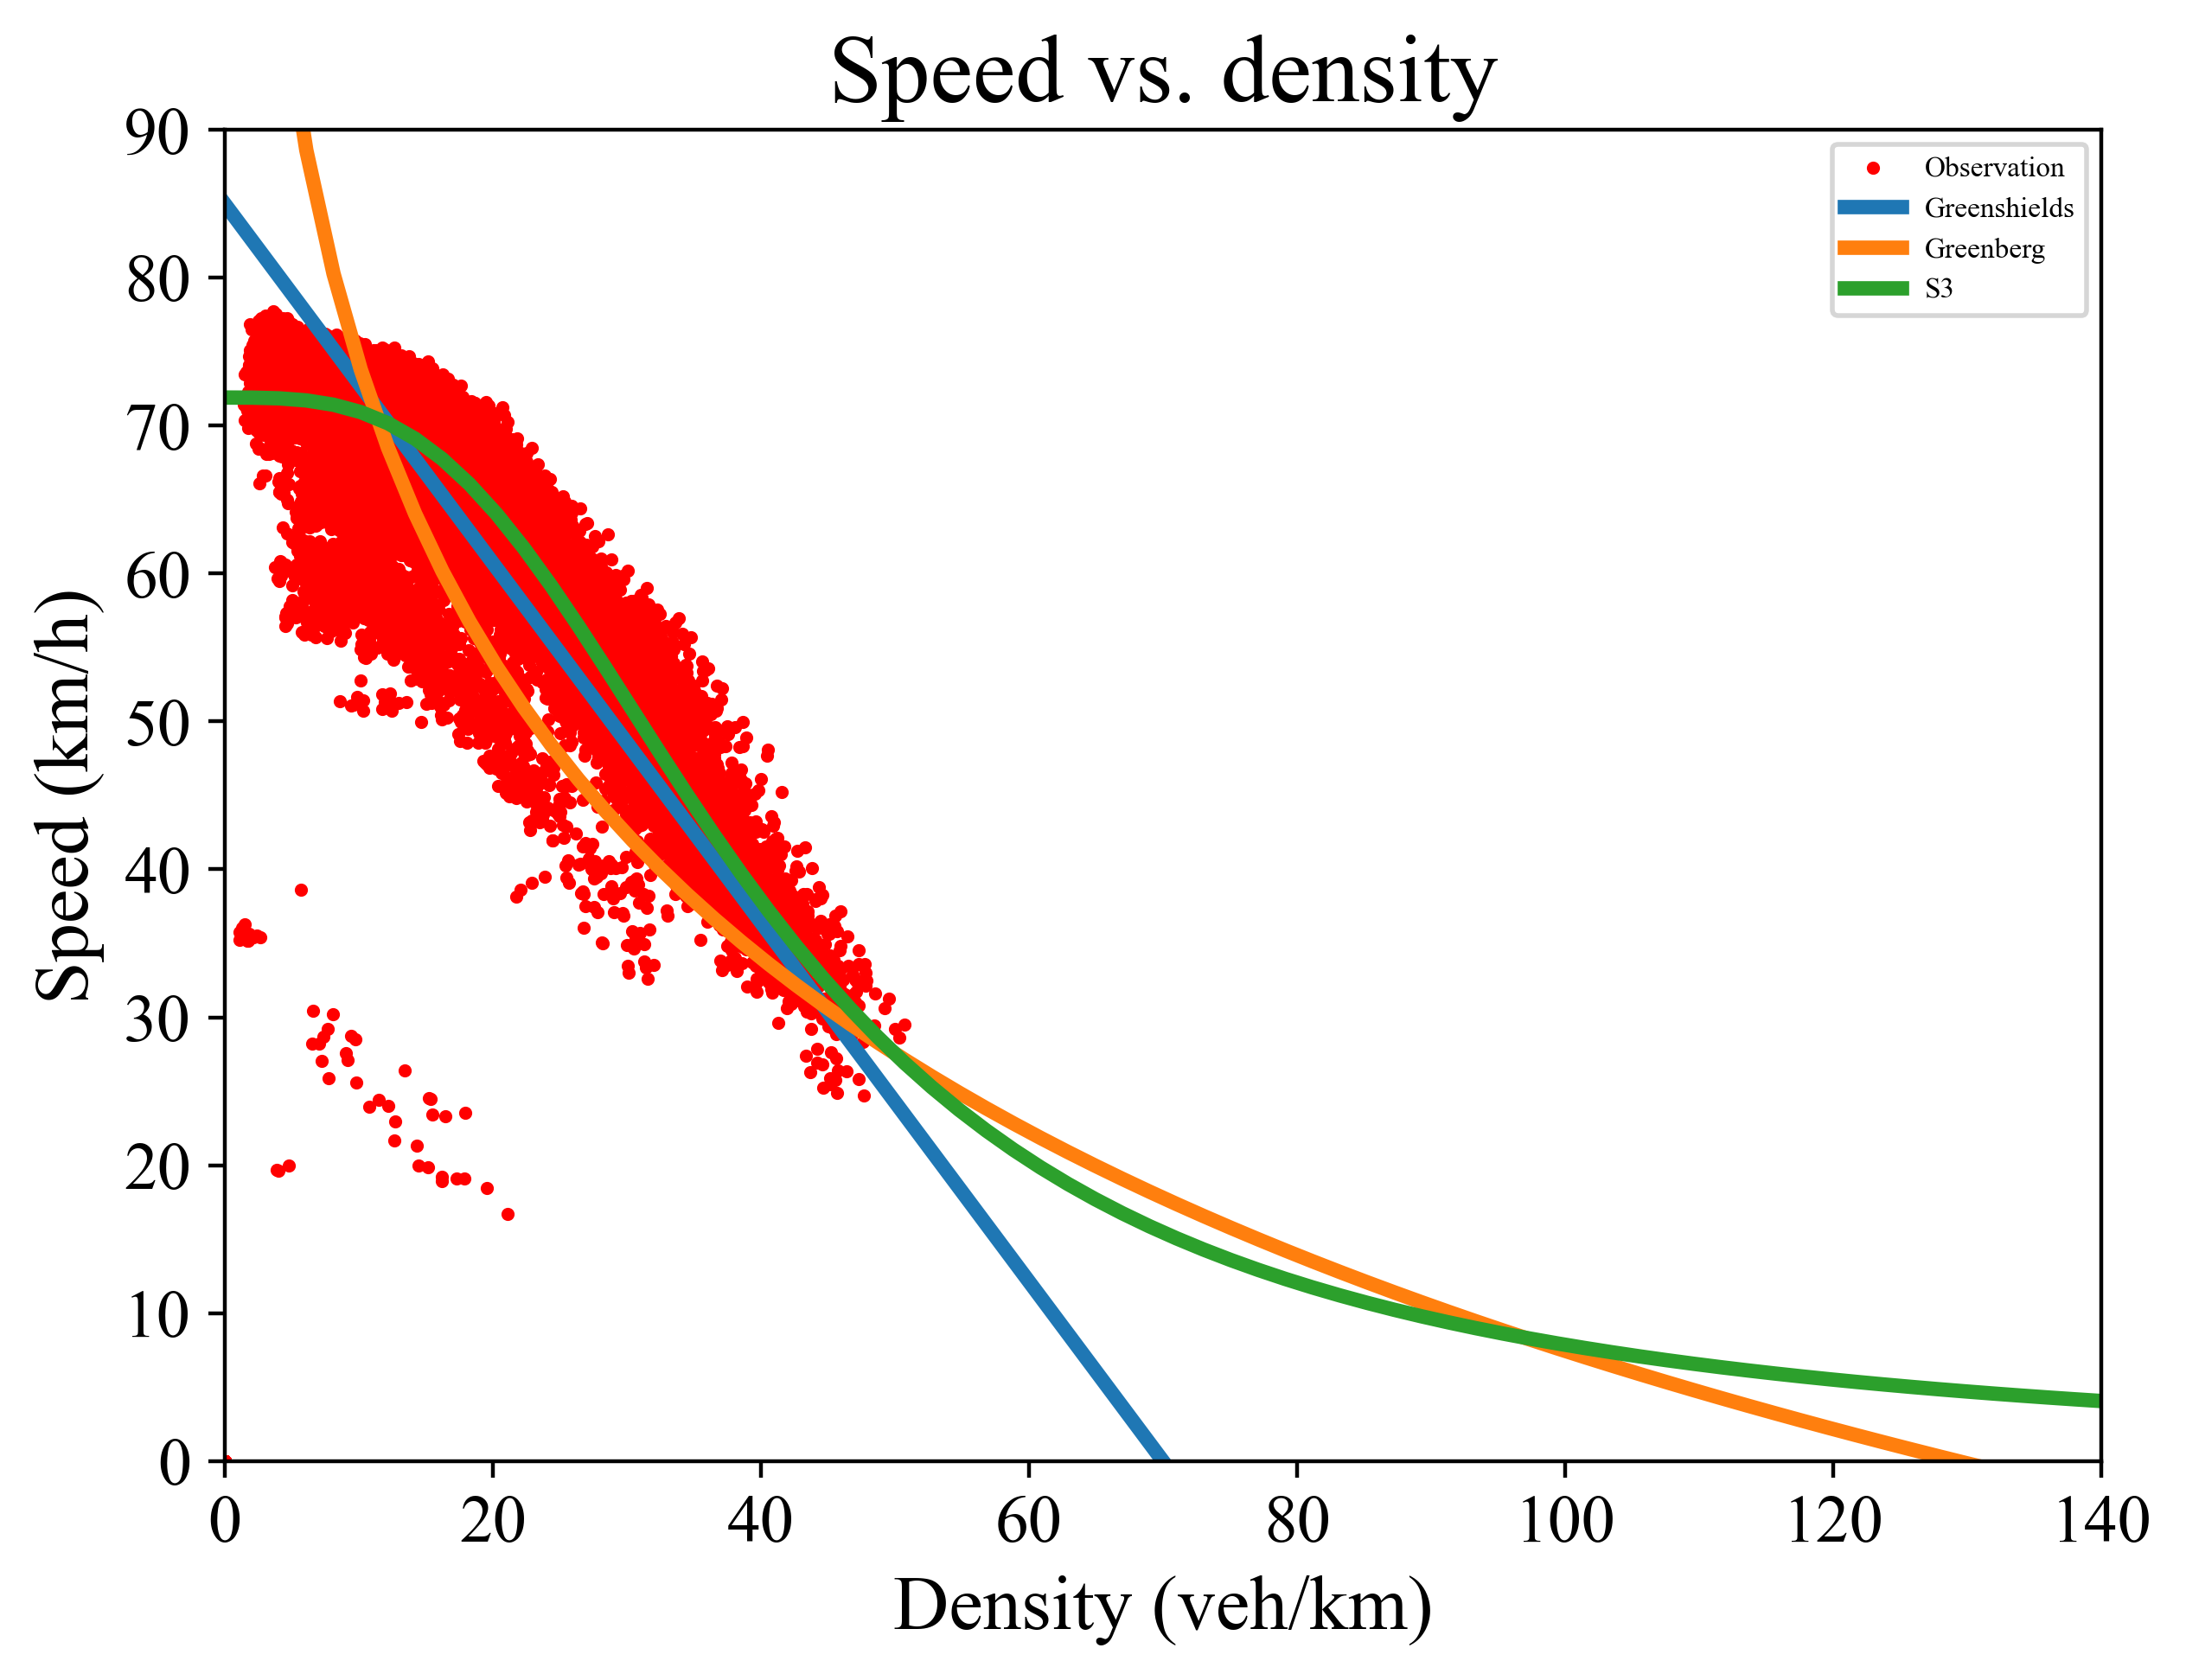 Speed vs. density
90
80
70
60
50
40
30
20
10
0
Speed (km/h)
Observation
Greenshields
Greenberg
S3
0 20 40 60 80 100 120 140
Density (veh/km)